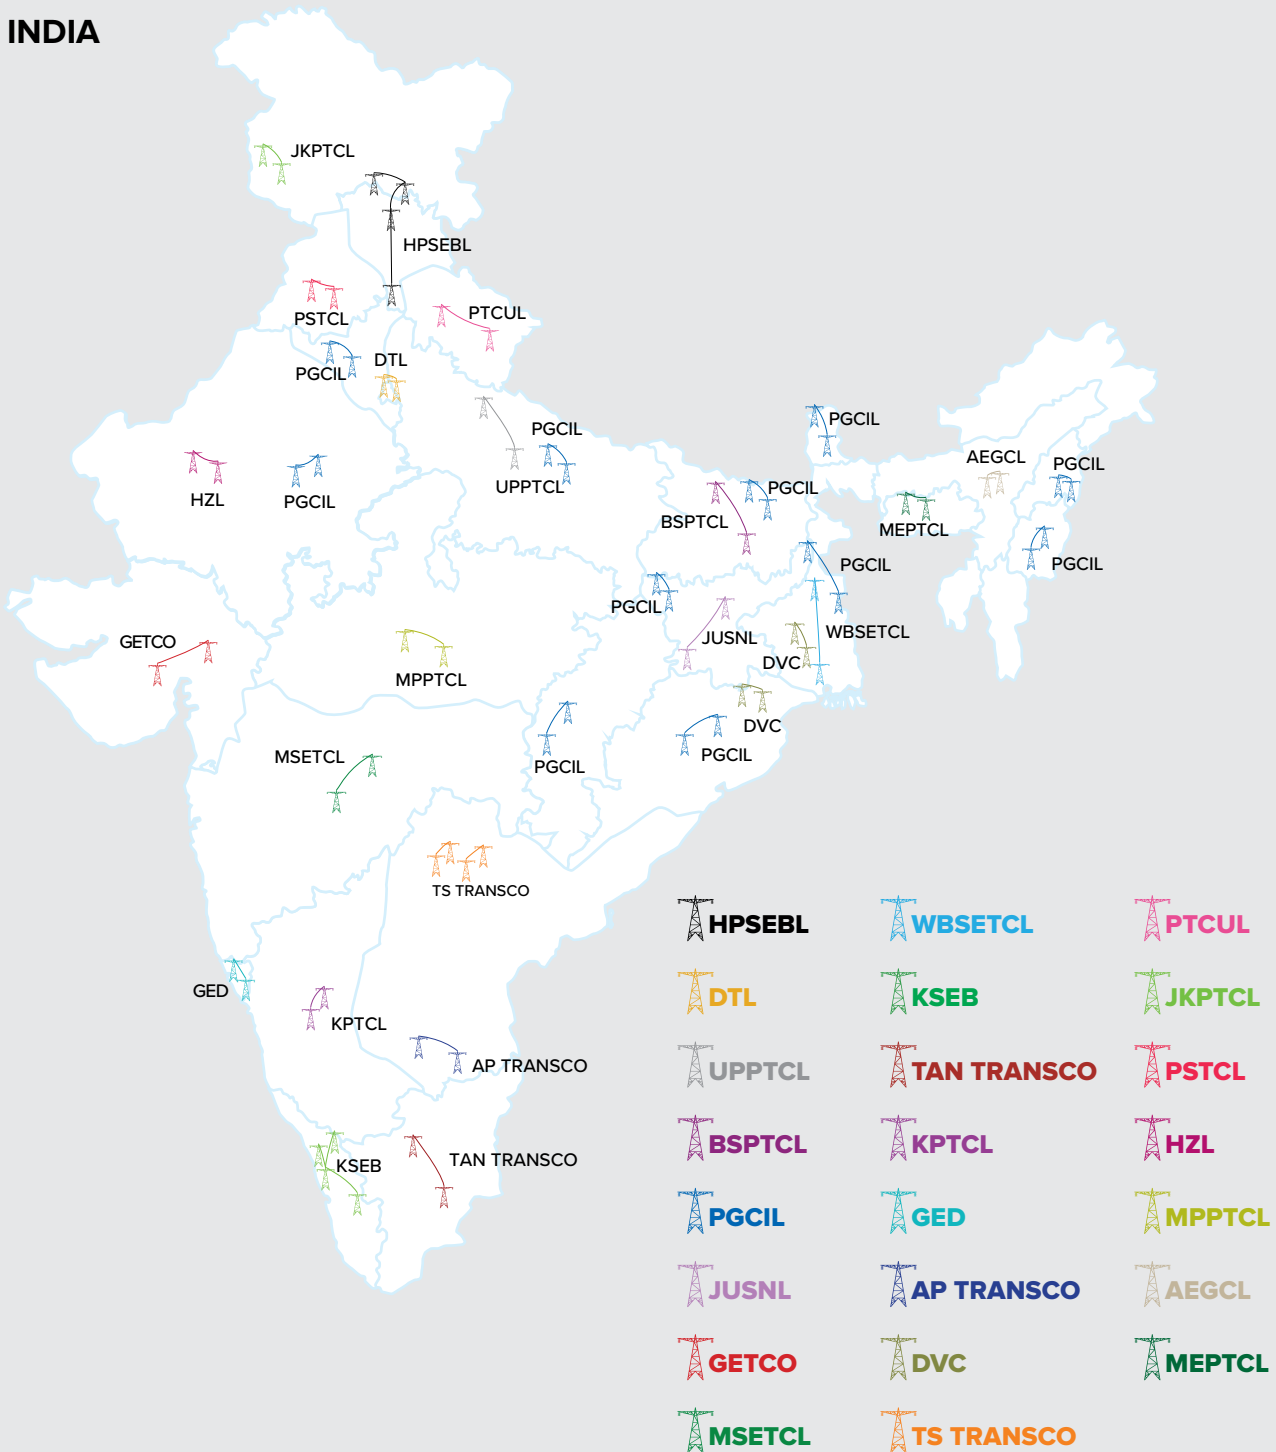 INDIA
JKPTCL
HPSEBL
PSTCL
PTCUL
PGCIL
DTL
PGCIL
PGCIL
UPPTCL
HZL
PGCIL
PGCIL
BSPTCL
AEGCL
PGCIL
MEPTCL
PGCIL
PGCIL
PGCIL
JUSNL
WBSETCL
DVC
GETCO
MPPTCL
DVC
PGCIL
PGCIL
MSETCL
TS TRANSCO
GED
KPTCL
AP TRANSCO
KSEB
TAN TRANSCO
HPSEBL
WBSETCL
PTCUL
DTL
KSEB
JKPTCL
UPPTCL
TAN TRANSCO
PSTCL
BSPTCL
KPTCL
HZL
PGCIL
GED
MPPTCL
JUSNL
AP TRANSCO
AEGCL
GETCO
DVC
MEPTCL
MSETCL
TS TRANSCO